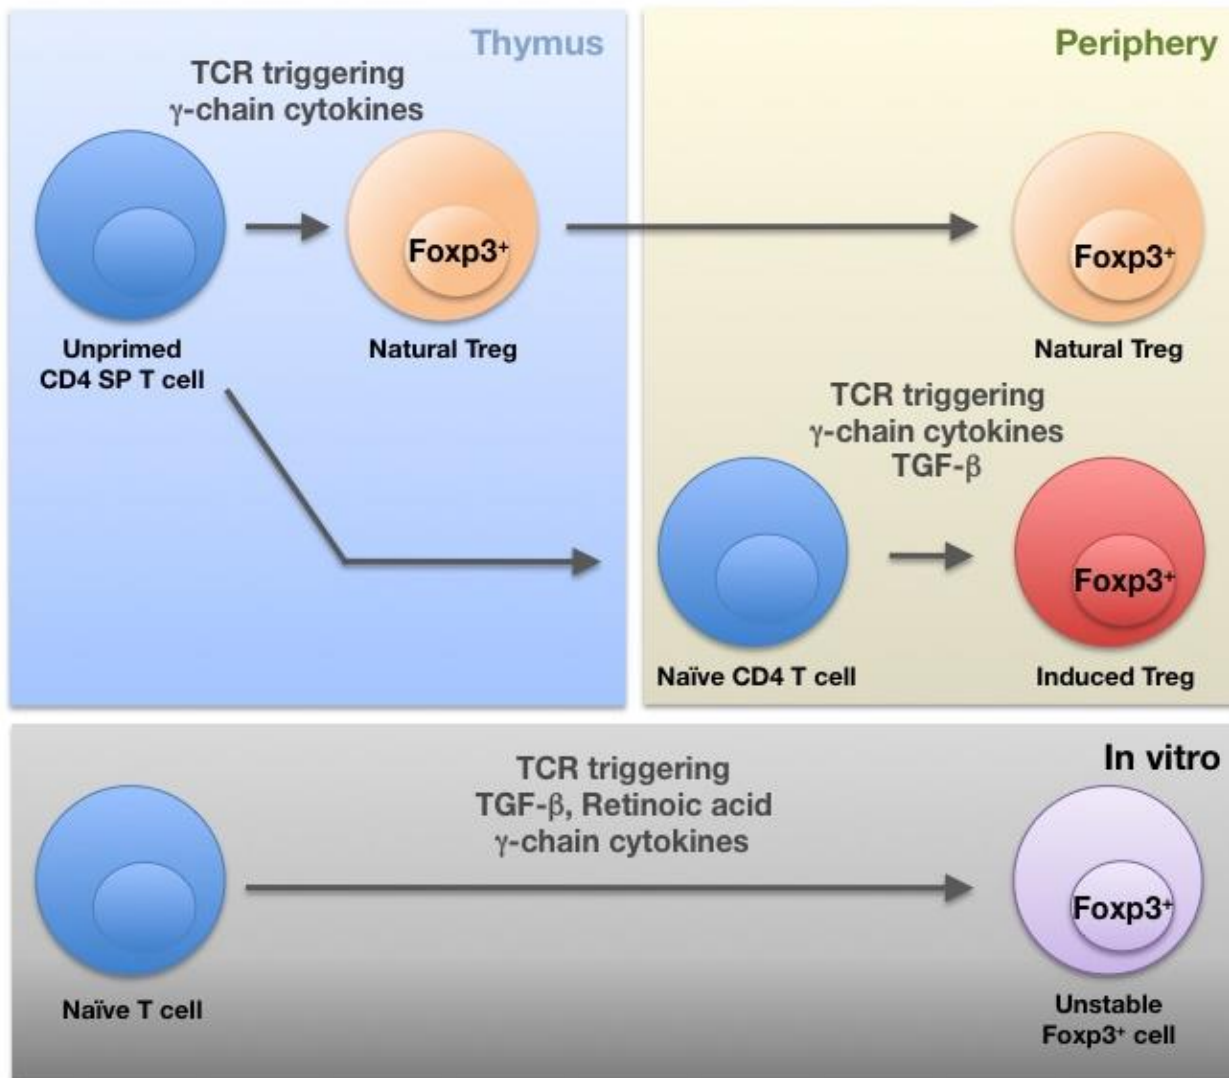 Thymus
TCR triggering
γ-chain cytokines
Foxp3⁺
Unprimed
CD4 SP T cell
Natural Treg
Periphery
Foxp3⁺
Natural Treg
TCR triggering
γ-chain cytokines
TGF-β
Foxp3⁺
Naïve CD4 T cell
Induced Treg
In vitro
TCR triggering
TGF-β, Retinoic acid
γ-chain cytokines
Foxp3⁺
Naïve T cell
Unstable
Foxp3⁺ cell